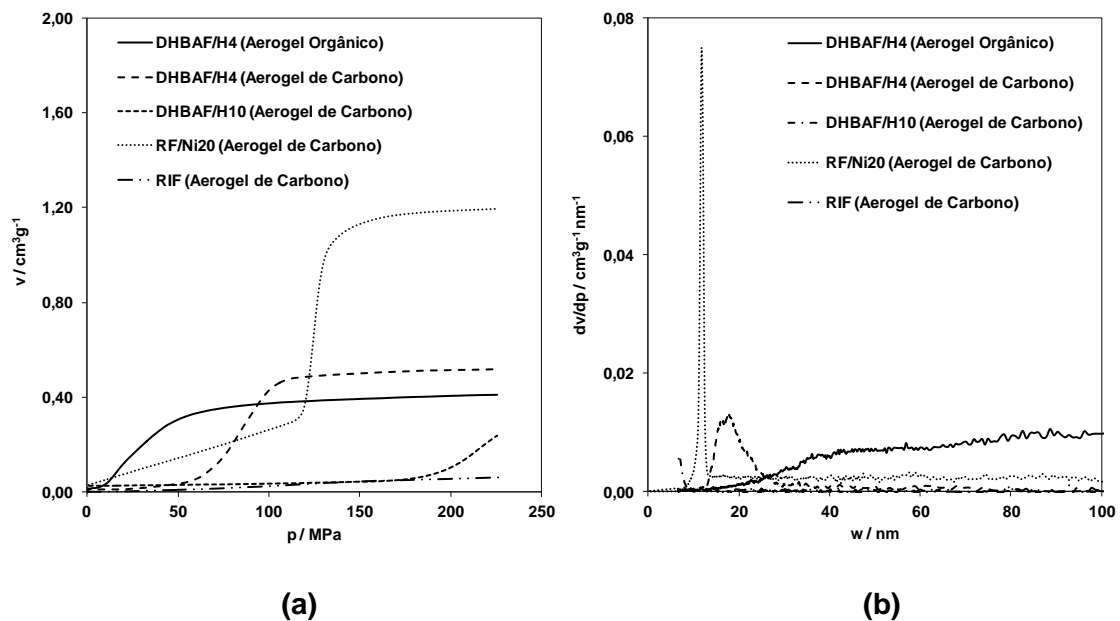 2,00
1,60
1,20
0,80
0,40
0,00
v / cm³g⁻¹
DHBAF/H4 (Aerogel Orgânico)
DHBAF/H4 (Aerogel de Carbono)
DHBAF/H10 (Aerogel de Carbono)
RF/Ni20 (Aerogel de Carbono)
RIF (Aerogel de Carbono)
0 50 100 150 200 250
p / MPa
(a)
0,08
0,06
0,04
0,02
0,00
dv/dp / cm³g⁻¹ nm⁻¹
DHBAF/H4 (Aerogel Orgânico)
DHBAF/H4 (Aerogel de Carbono)
DHBAF/H10 (Aerogel de Carbono)
RF/Ni20 (Aerogel de Carbono)
RIF (Aerogel de Carbono)
0 20 40 60 80 100
w / nm
(b)